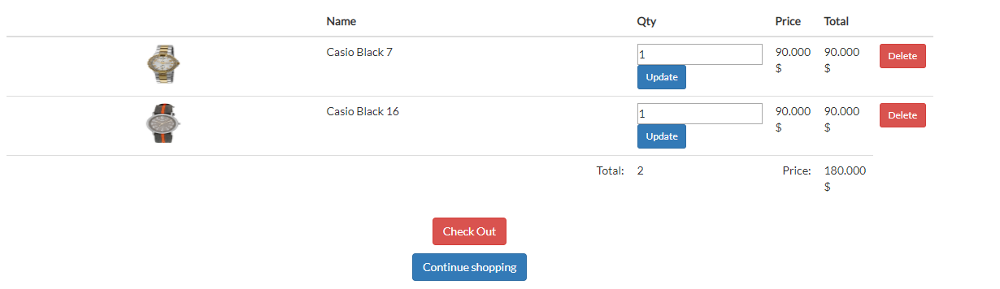 Name Qty Price Total
Casio Black 7 1 90.000 90.000 Delete
$ $
Update
Casio Black 16 1 90.000 90.000 Delete
$ $
Update
Total: 2 Price: 180.000
$
Check Out
Continue shopping